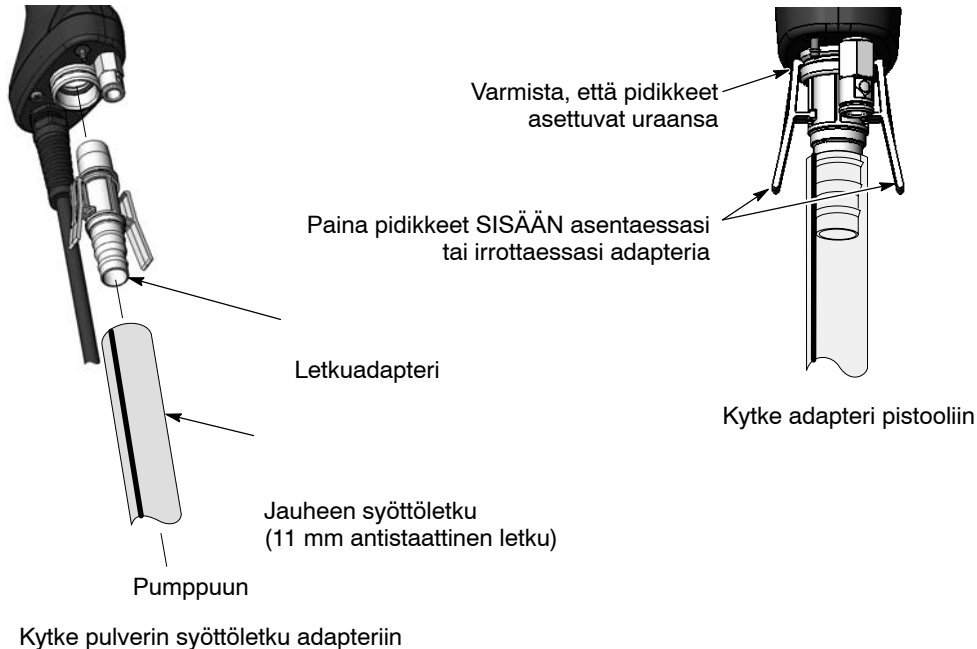 Varmista, että pidikkeet
asettuvat uraansa
Paina pidikkeet SISÄÄN asentaessasi
tai irrottaessasi adapteria
Letkuadapteri
Kytke adapteri pistooliin
Jauheen syöttöletku
(11 mm antistaattinen letku)
Pumppuun
Kytke pulverin syöttöletku adapteriin